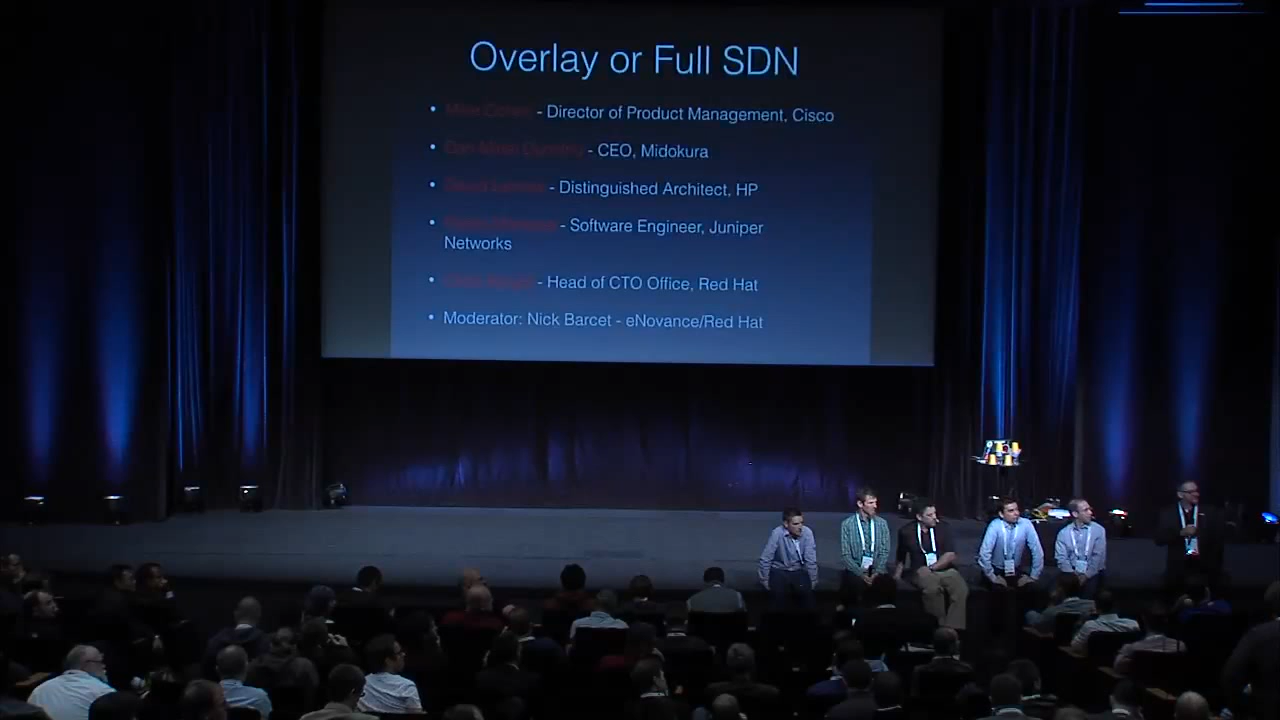 Overlay or Full SDN
• - Director of Product Management, Cisco
• - CEO, Midokura
• - Distinguished Architect, HP
• - Software Engineer, Juniper
Networks
• - Head of CTO Office, Red Hat
• Moderator: Nick Barcet - eNovance/Red Hat